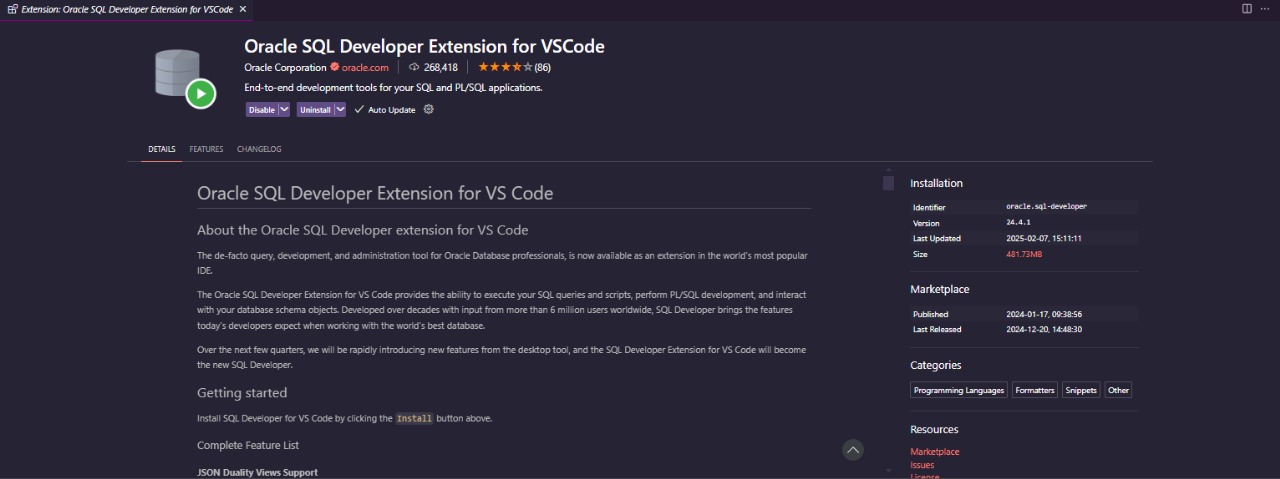 Extension: Oracle SQL Developer Extension for VSCode
Oracle SQL Developer Extension for VSCode
Oracle Corporation oracle.com 268,418 (86)
End-to-end development tools for your SQL and PL/SQL applications.
Disable Uninstall Auto Update
DETAILS FEATURES CHANGELOG
Oracle SQL Developer Extension for VS Code
About the Oracle SQL Developer extension for VS Code
The de-facto query, development, and administration tool for Oracle Database professionals, is now available as an extension in the world's most popular
IDE.
The Oracle SQL Developer Extension for VS Code provides the ability to execute your SQL queries and scripts, perform PL/SQL development, and interact
with your database schema objects. Developed over decades with input from more than 6 million users worldwide, SQL Developer brings the features
today's developers expect when working with the world's best database.
Over the next few quarters, we will be rapidly introducing new features from the desktop tool, and the SQL Developer Extension for VS Code will become
the new SQL Developer.
Getting started
Install SQL Developer for VS Code by clicking the Install button above.
Complete Feature List
JSON Duality Views Support
Installation
Identifier oracle.sql-developer
Version 24.4.1
Last Updated 2025-02-07, 15:11:11
Size 481.73MB
Marketplace
Published 2024-01-17, 09:38:56
Last Released 2024-12-20, 14:48:30
Categories
Programming Languages Formatters Snippets Other
Resources
Marketplace
Issues
License